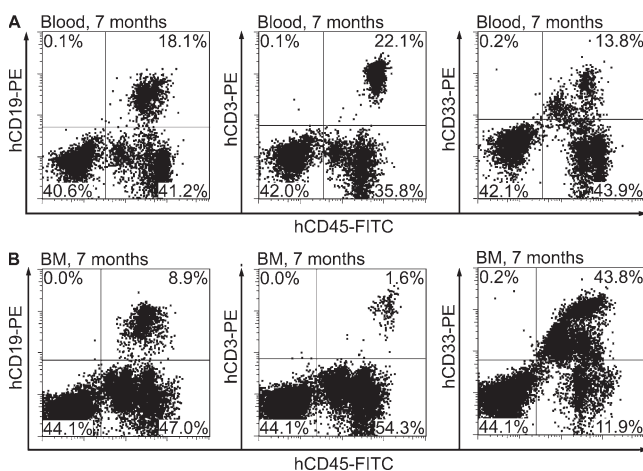 A
Blood, 7 months
Blood, 7 months
Blood, 7 months
0.1%
18.1%
0.1%
22.1%
0.2%
13.8%
hCD19-PE
hCD3-PE
hCD33-PE
40.6%
41.2%
42.0%
35.8%
42.1%
43.9%
hCD45-FITC
B
BM, 7 months
BM, 7 months
BM, 7 months
0.0%
8.9%
0.0%
1.6%
0.2%
43.8%
hCD19-PE
hCD3-PE
hCD33-PE
44.1%
47.0%
44.1%
54.3%
44.1%
11.9%
hCD45-FITC